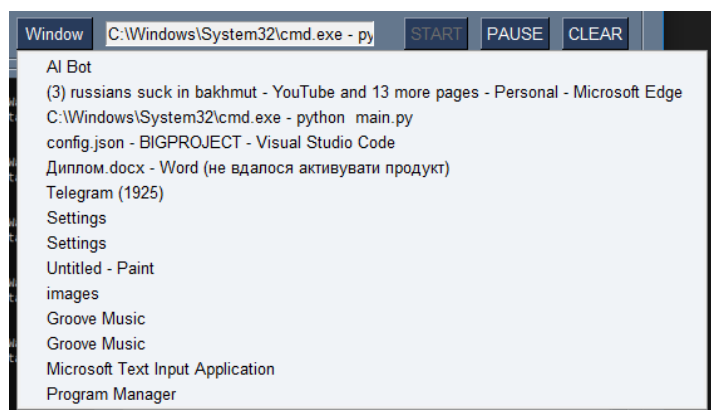 Window C:\Windows\System32\cmd.exe - py START PAUSE CLEAR
AI Bot
(3) russians suck in bakhmut - YouTube and 13 more pages - Personal - Microsoft Edge
C:\Windows\System32\cmd.exe - python  main.py
config.json - BIGPROJECT - Visual Studio Code
Диплом.docx - Word (не вдалося активувати продукт)
Telegram (1925)
Settings
Settings
Untitled - Paint
images
Groove Music
Groove Music
Microsoft Text Input Application
Program Manager